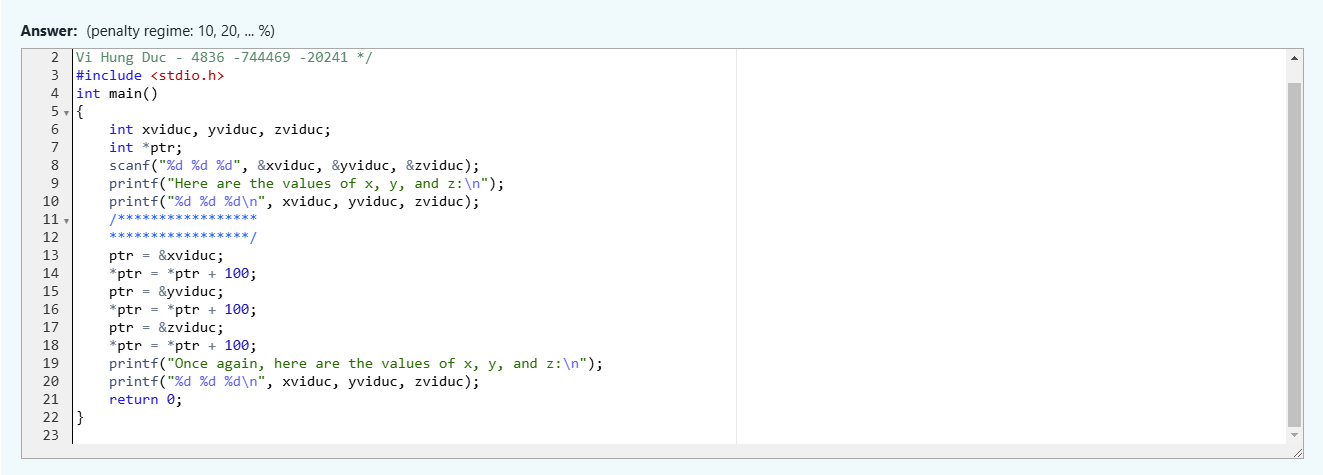 Answer: (penalty regime: 10, 20, ... %)
2 Vi Hung Duc - 4836 -744469 -20241 */
3 #include <stdio.h>
4 int main()
5 {
6     int xviduc, yviduc, zviduc;
7     int *ptr;
8     scanf("%d %d %d", &xviduc, &yviduc, &zviduc);
9     printf("Here are the values of x, y, and z:\n");
10     printf("%d %d %d\n", xviduc, yviduc, zviduc);
11     /*****************
12     *****************/
13     ptr = &xviduc;
14     *ptr = *ptr + 100;
15     ptr = &yviduc;
16     *ptr = *ptr + 100;
17     ptr = &zviduc;
18     *ptr = *ptr + 100;
19     printf("Once again, here are the values of x, y, and z:\n");
20     printf("%d %d %d\n", xviduc, yviduc, zviduc);
21     return 0;
22 }
23